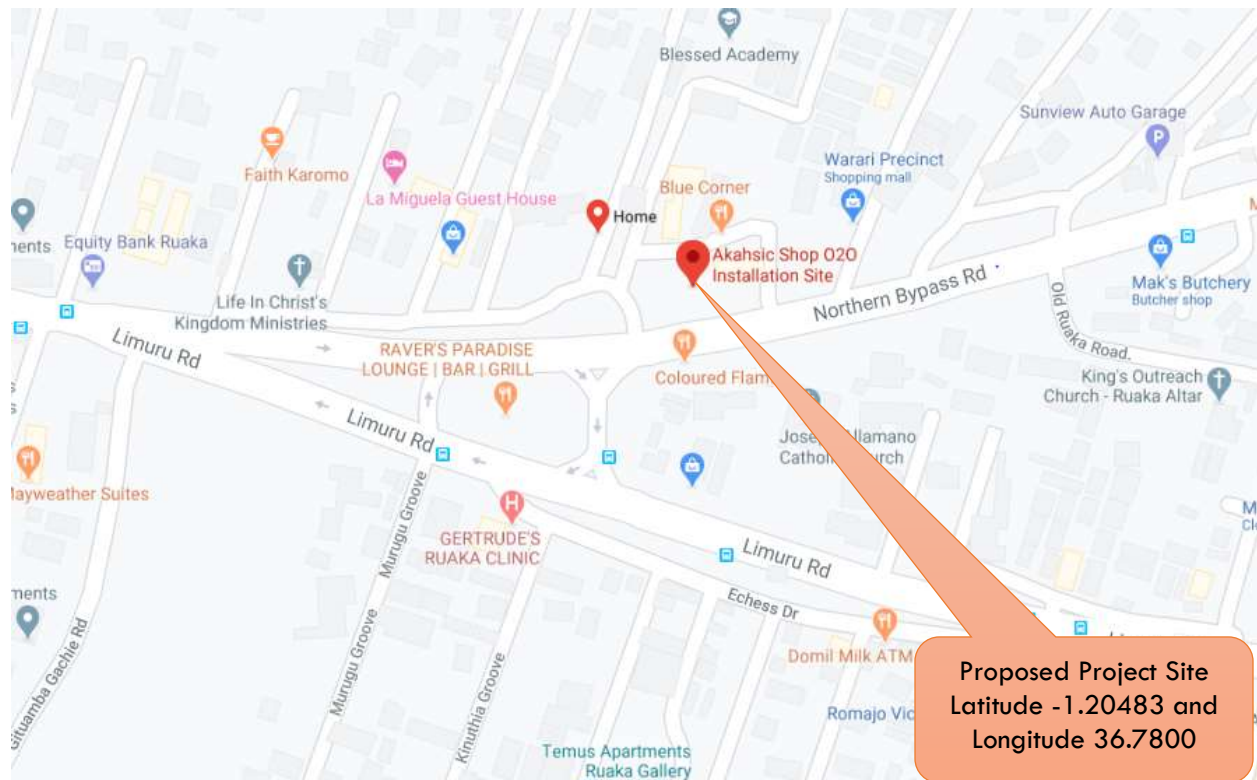 Blessed Academy
Sunview Auto Garage
P
Faith Karomo
Warari Precinct
Shopping mall
La Miguela Guest House
Blue Corner
Home
Equity Bank Ruaka
Akahsic Shop O2O
Installation Site
Mak's Butchery
Butcher shop
Life In Christ's
Kingdom Ministries
Northern Bypass Rd
Old Ruaka Road.
Limuru Rd
RAVER'S PARADISE
LOUNGE | BAR | GRILL
Coloured Flam
King's Outreach
Church - Ruaka Altar
Limuru Rd
Catho
Mayweather Suites
Murugu Groove
H
GERTRUDE'S
RUAKA CLINIC
Limuru Rd
Echess Dr
Domil Milk ATM
Gituamba Gachie Rd
Murugu Groove
Kinuthia Groove
Romajo Vic
Temus Apartments
Ruaka Gallery
Proposed Project Site
Latitude -1.20483 and
Longitude 36.7800